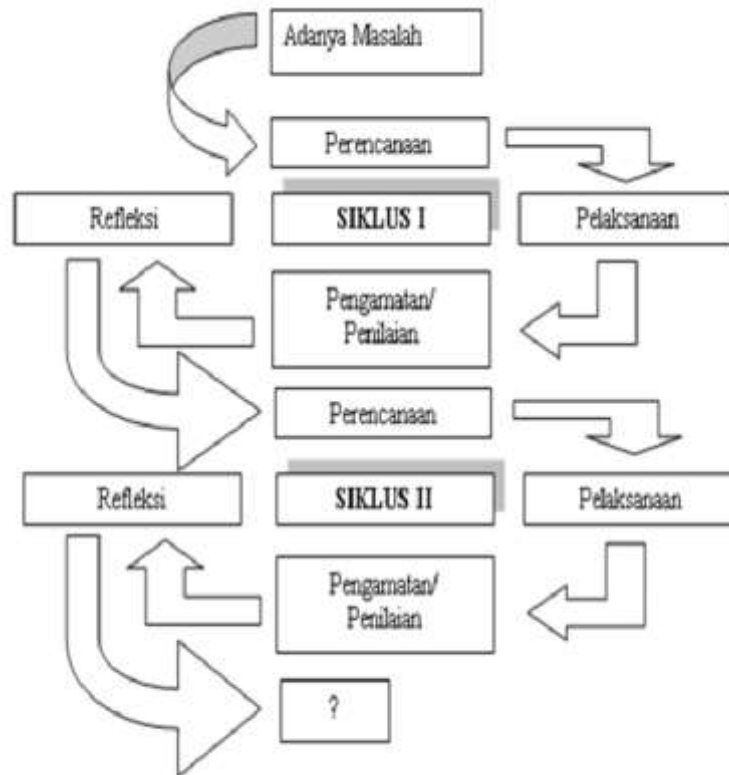 Adanya Masalah
Perencanaan
Refleksi
SIKLUS I
Pelaksanaan
Pengamatan/
Penilaian
Perencanaan
Refleksi
SIKLUS II
Pelaksanaan
Pengamatan/
Penilaian
?